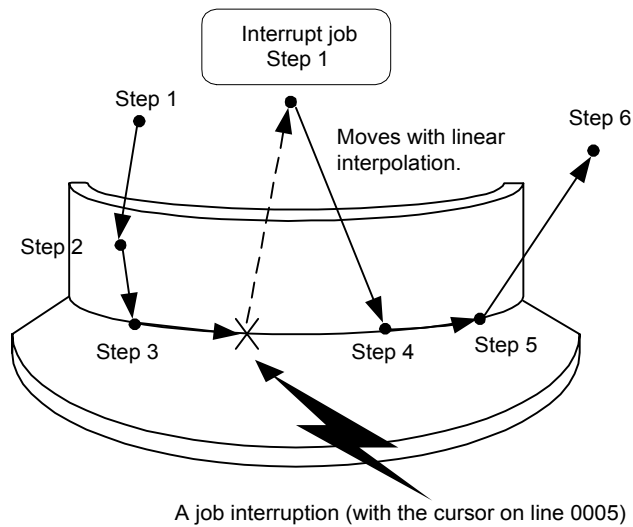 Interrupt job
Step 1
Step 1
Step 6
Moves with linear
interpolation.
Step 2
Step 3
Step 4
Step 5
A job interruption (with the cursor on line 0005)